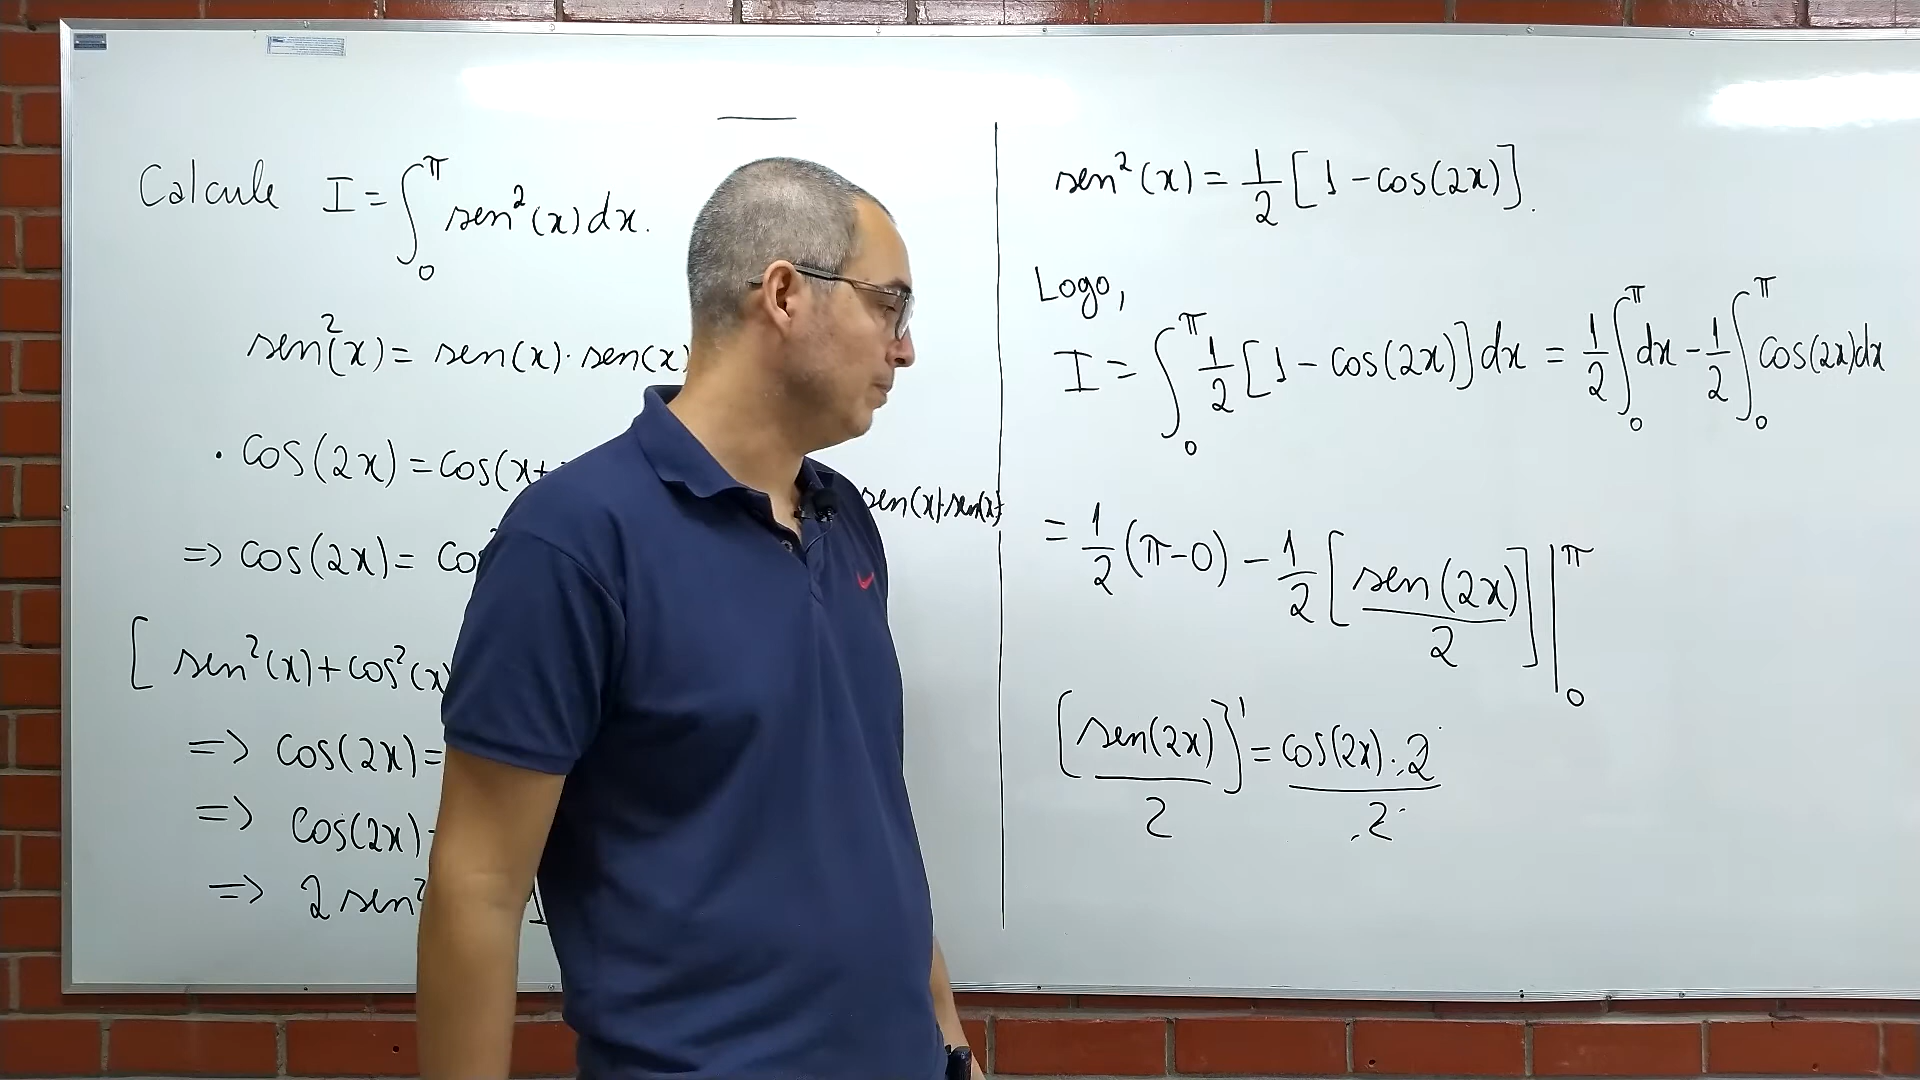 Calcule I = ∫₀^π sen²(x) dx.
sen²(x) = sen(x) · sen(x)
· cos(2x) = cos(x+
sen(x)·sen(x)
=> cos(2x) = co
[ sen²(x) + cos²(x)
=> cos(2x) =
=> cos(2x)
=> 2 sen²
sen²(x) = 1/2 [1 - cos(2x)].
Logo,
I = ∫₀^π 1/2 [1 - cos(2x)] dx = 1/2 ∫₀^π dx - 1/2 ∫₀^π cos(2x) dx
= 1/2 (π - 0) - 1/2 [sen(2x)/2] |₀^π
[sen(2x)/2]' = cos(2x)·2/2